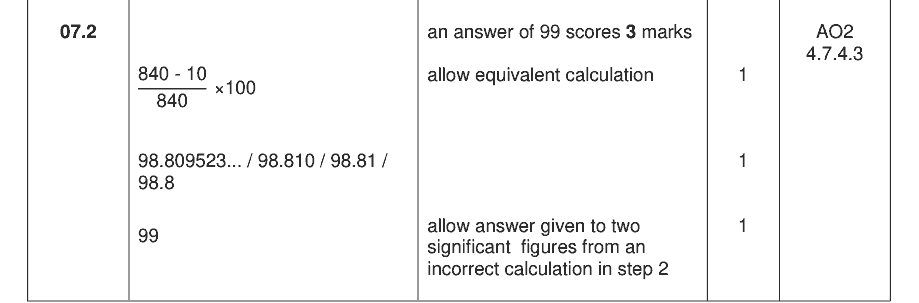 07.2
an answer of 99 scores 3 marks
AO2
4.7.4.3
840 - 10
840
×100
allow equivalent calculation
1
98.809523... / 98.810 / 98.81 /
98.8
1
99
allow answer given to two
significant figures from an
incorrect calculation in step 2
1